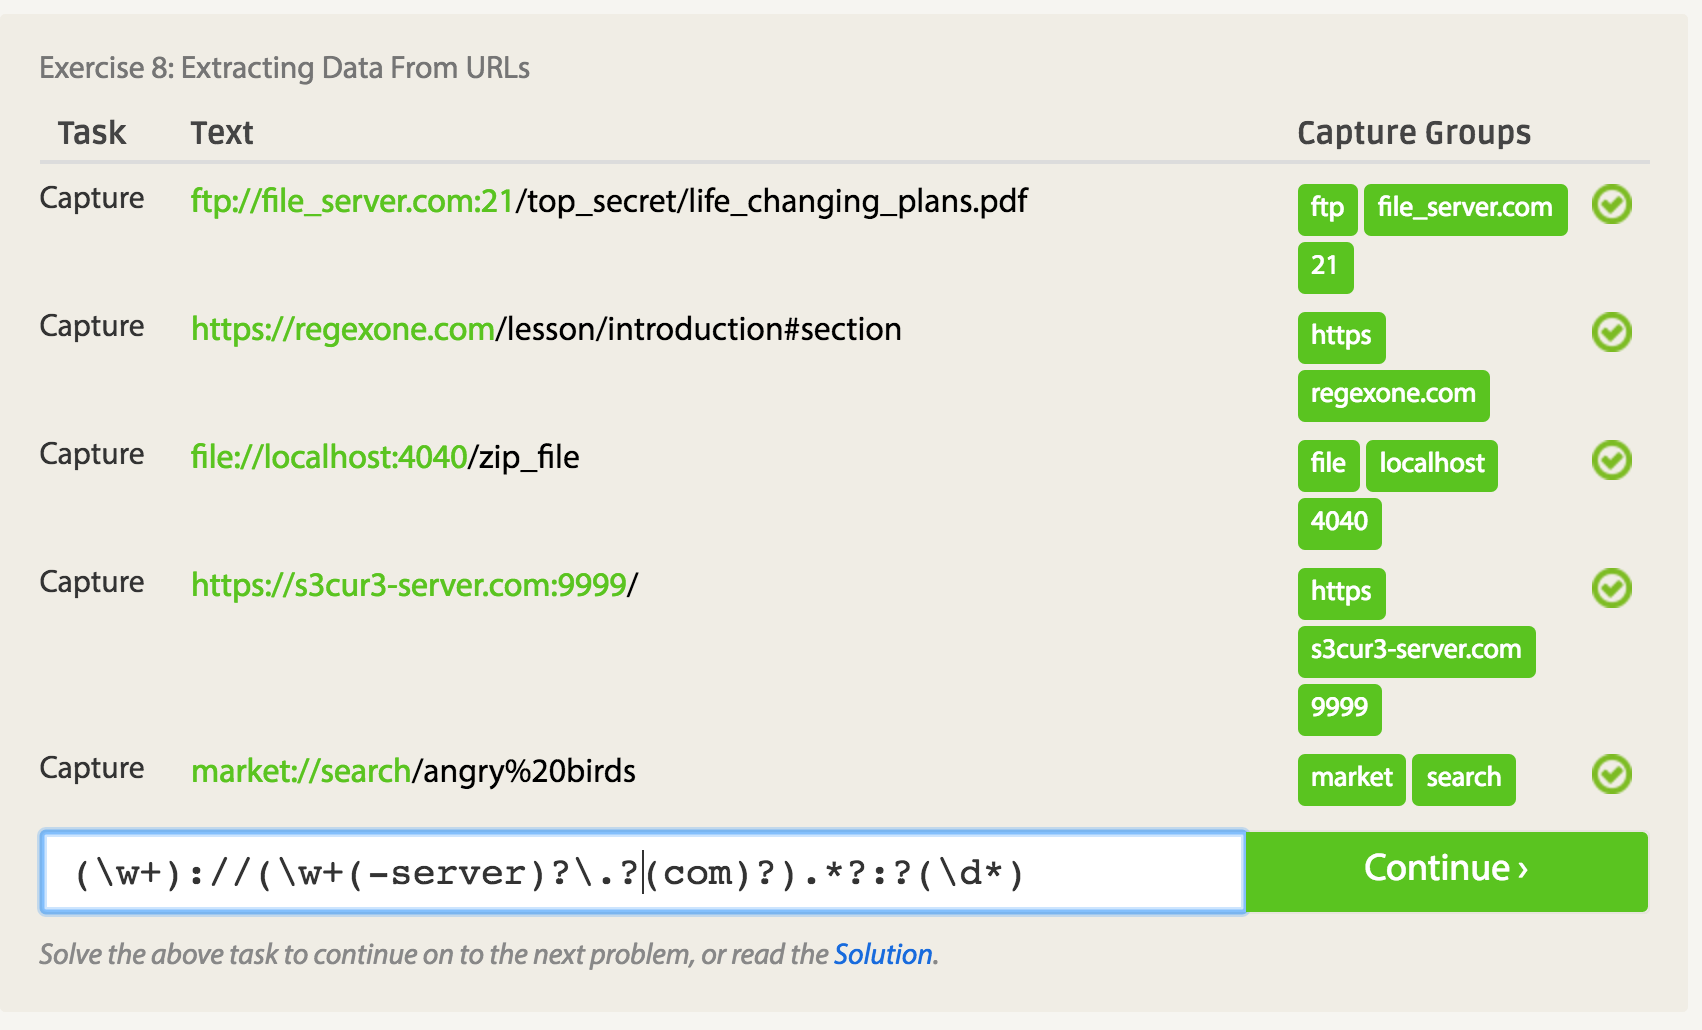 Exercise 8: Extracting Data From URLs
Task Text Capture Groups
Capture ftp://file_server.com:21/top_secret/life_changing_plans.pdf ftp file_server.com
21
Capture https://regexone.com/lesson/introduction#section https
regexone.com
Capture file://localhost:4040/zip_file file localhost
4040
Capture https://s3cur3-server.com:9999/ https
s3cur3-server.com
9999
Capture market://search/angry%20birds market search
(\w+)://(\w+(-server)?\.?(com)?).*?:?(\d*) Continue ›
Solve the above task to continue on to the next problem, or read the Solution.